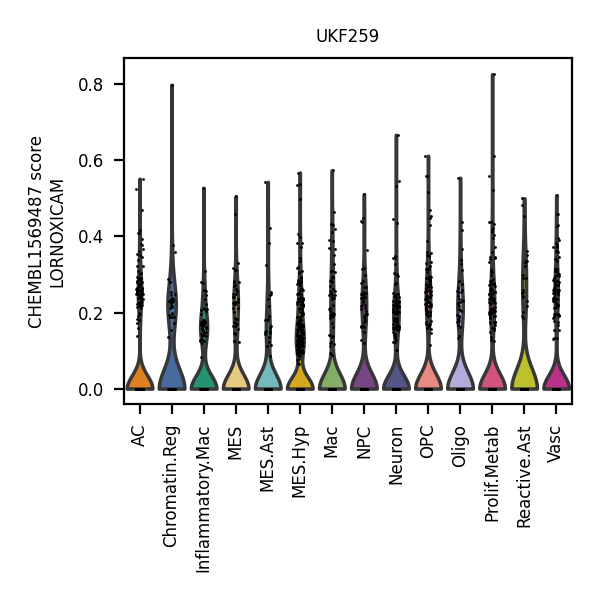 UKF259
CHEMBL1569487 score
LORNOXICAM
0.8
0.6
0.4
0.2
0.0
AC
Chromatin.Reg
Inflammatory.Mac
MES
MES.Ast
MES.Hyp
Mac
NPC
Neuron
OPC
Oligo
Prolif.Metab
Reactive.Ast
Vasc